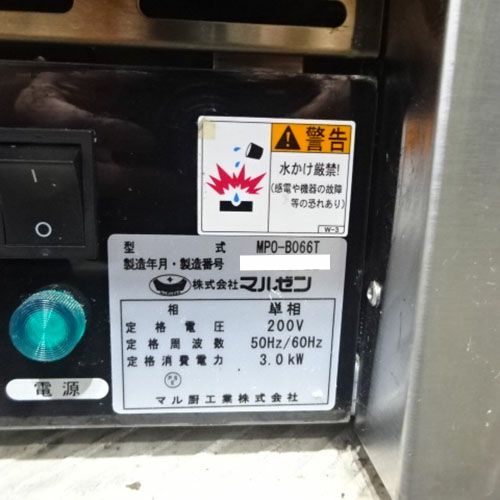 警告
水かけ厳禁!
(感電や機器の故障
等の恐れあり)
W-3
型式 MPO-B066T
製造年月・製造番号
株式会社マルゼン
相 単相
定格電圧 200V
定格周波数 50Hz/60Hz
定格消費電力 3.0kW
マル厨工業株式会社
電源